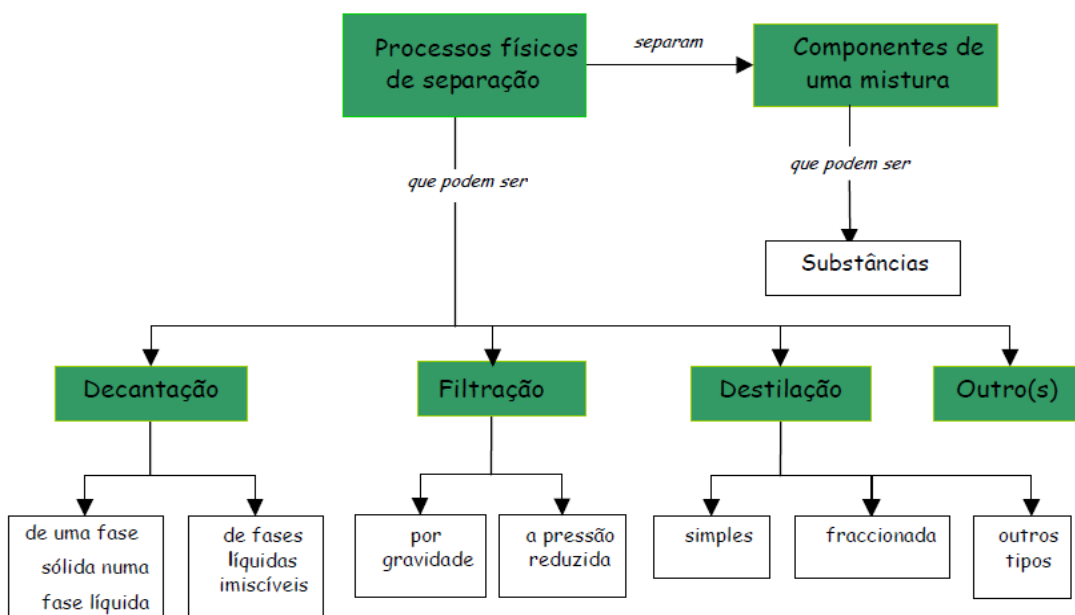 Processos físicos
de separação
separam
Componentes de
uma mistura
que podem ser
que podem ser
Substâncias
Decantação
Filtração
Destilação
Outro(s)
de uma fase
sólida numa
fase líquida
de fases
líquidas
imiscíveis
por
gravidade
a pressão
reduzida
simples
fraccionada
outros
tipos